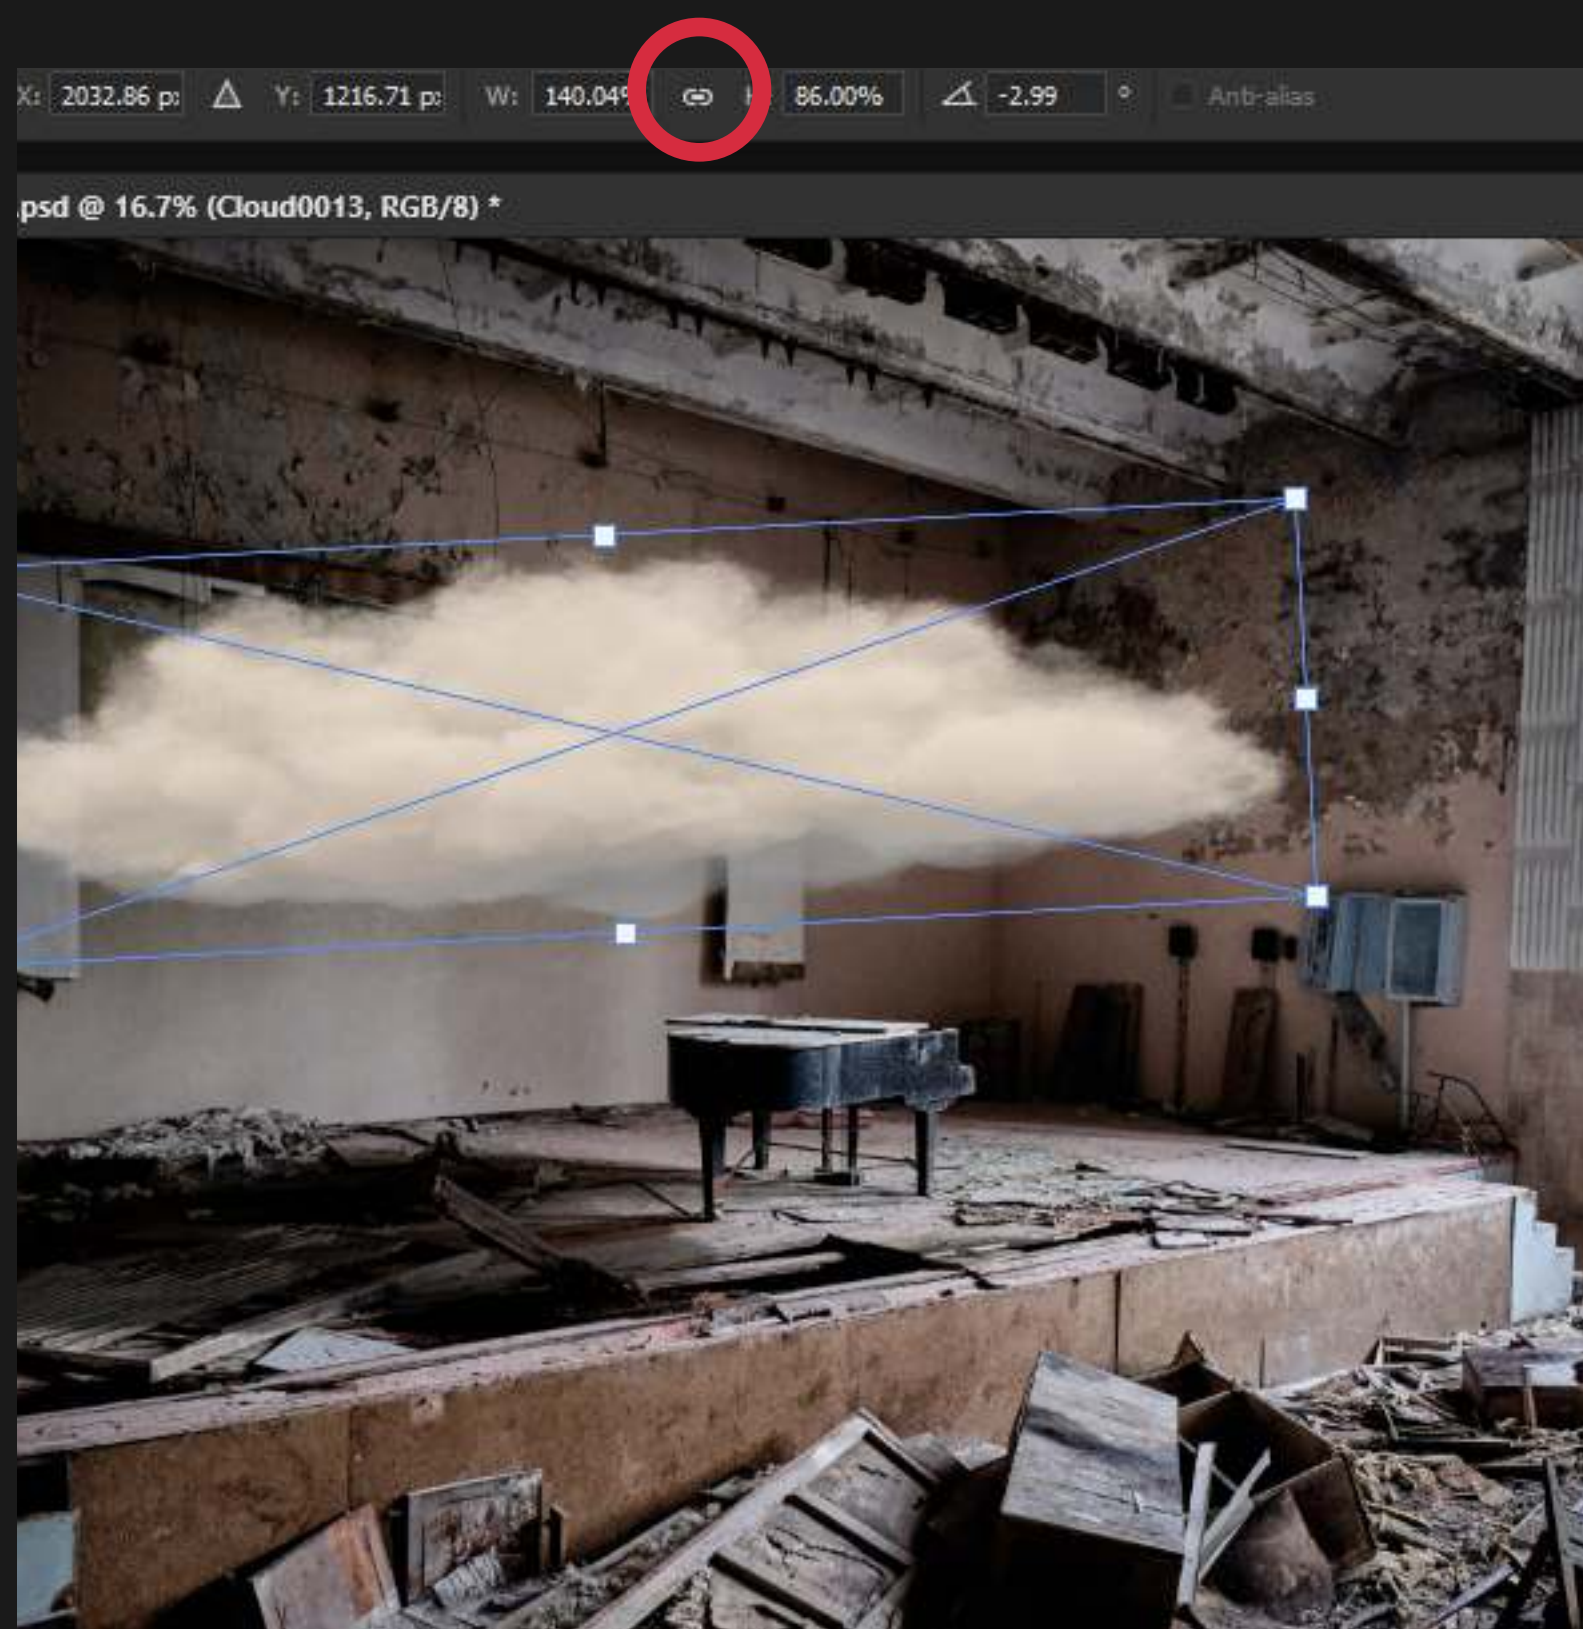 X: 2032.86 p: Δ Y: 1216.71 p: W: 140.04% H 86.00% -2.99 ° Anti-alias
.psd @ 16.7% (Cloud0013, RGB/8) *